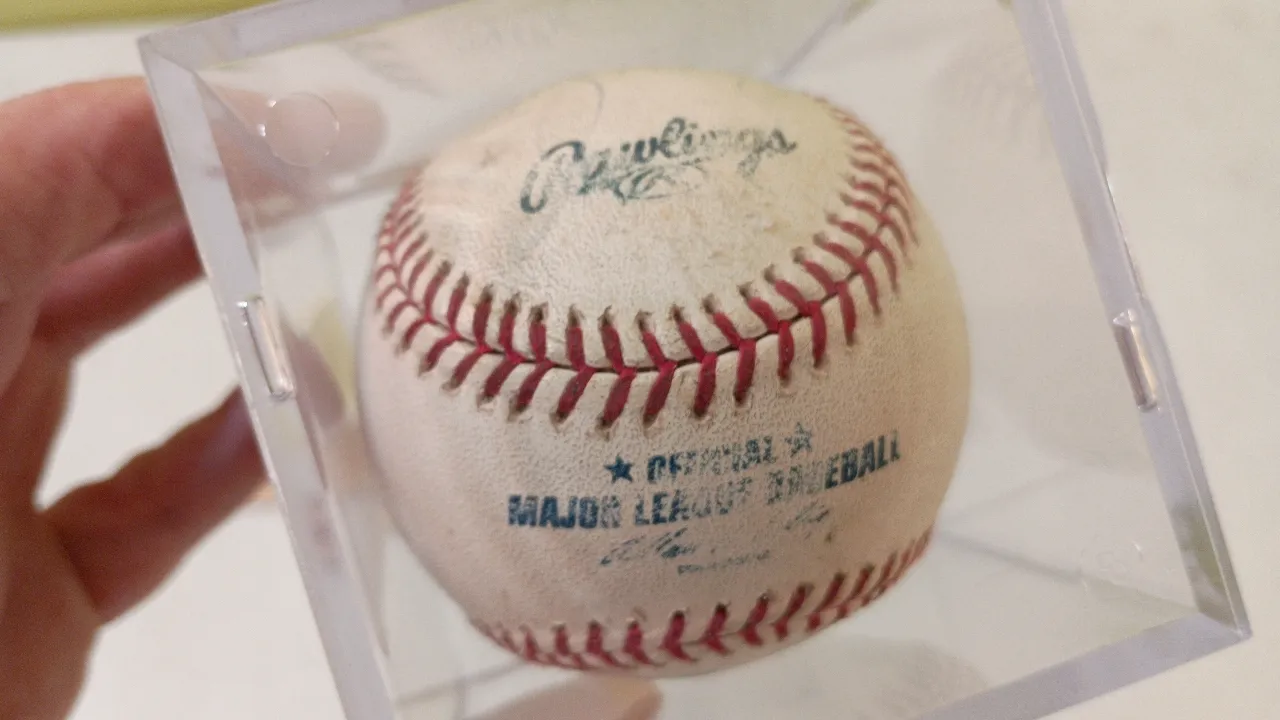 Rawlings
★ OFFICIAL ☆
MAJOR LEAGUE BASEBALL